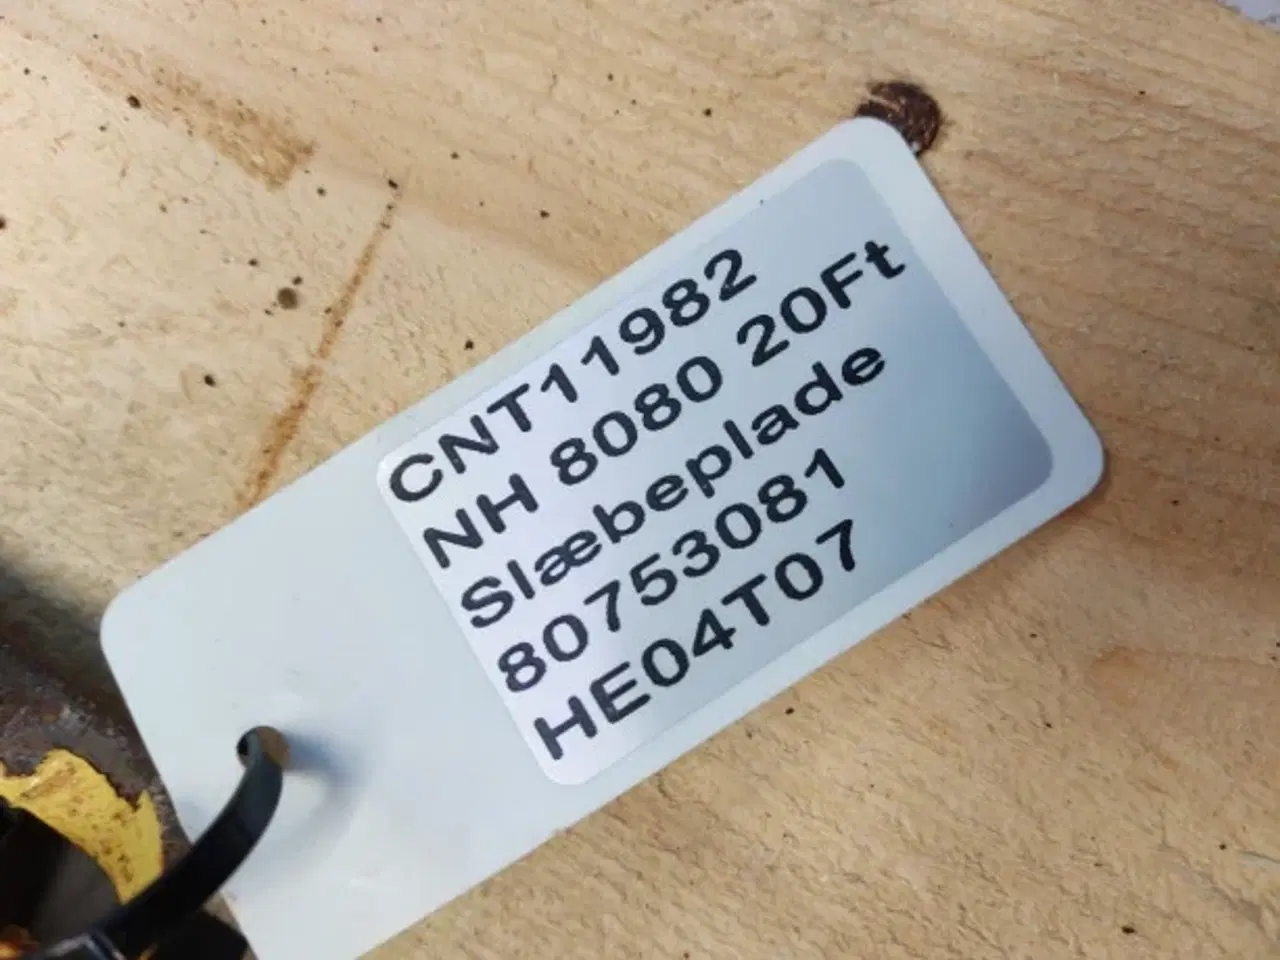 CNT11982
NH 8080 20Ft
Slæbeplade
80753081
HE04T07